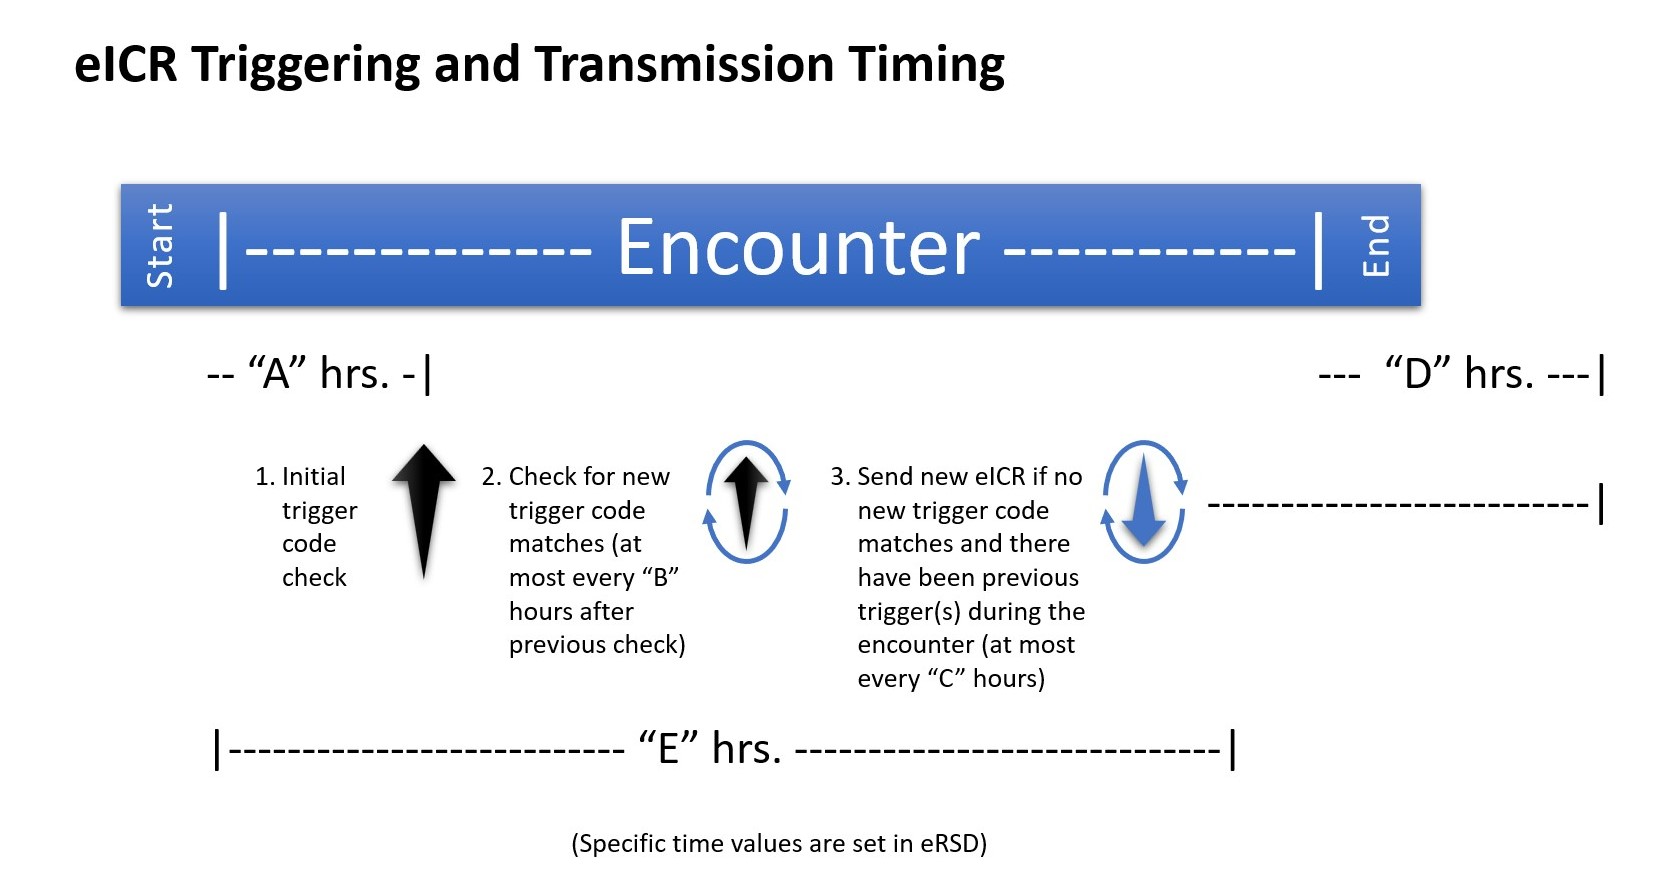 eICR Triggering and Transmission Timing
Start |------------- Encounter -----------| End
-- “A” hrs. -|
--- “D” hrs. ---|
1. Initial
trigger
code
check
2. Check for new
trigger code
matches (at
most every “B”
hours after
previous check)
3. Send new eICR if no
new trigger code
matches and there
have been previous
trigger(s) during the
encounter (at most
every “C” hours)
--------------------------|
|--------------------------- “E” hrs. -----------------------------|
(Specific time values are set in eRSD)